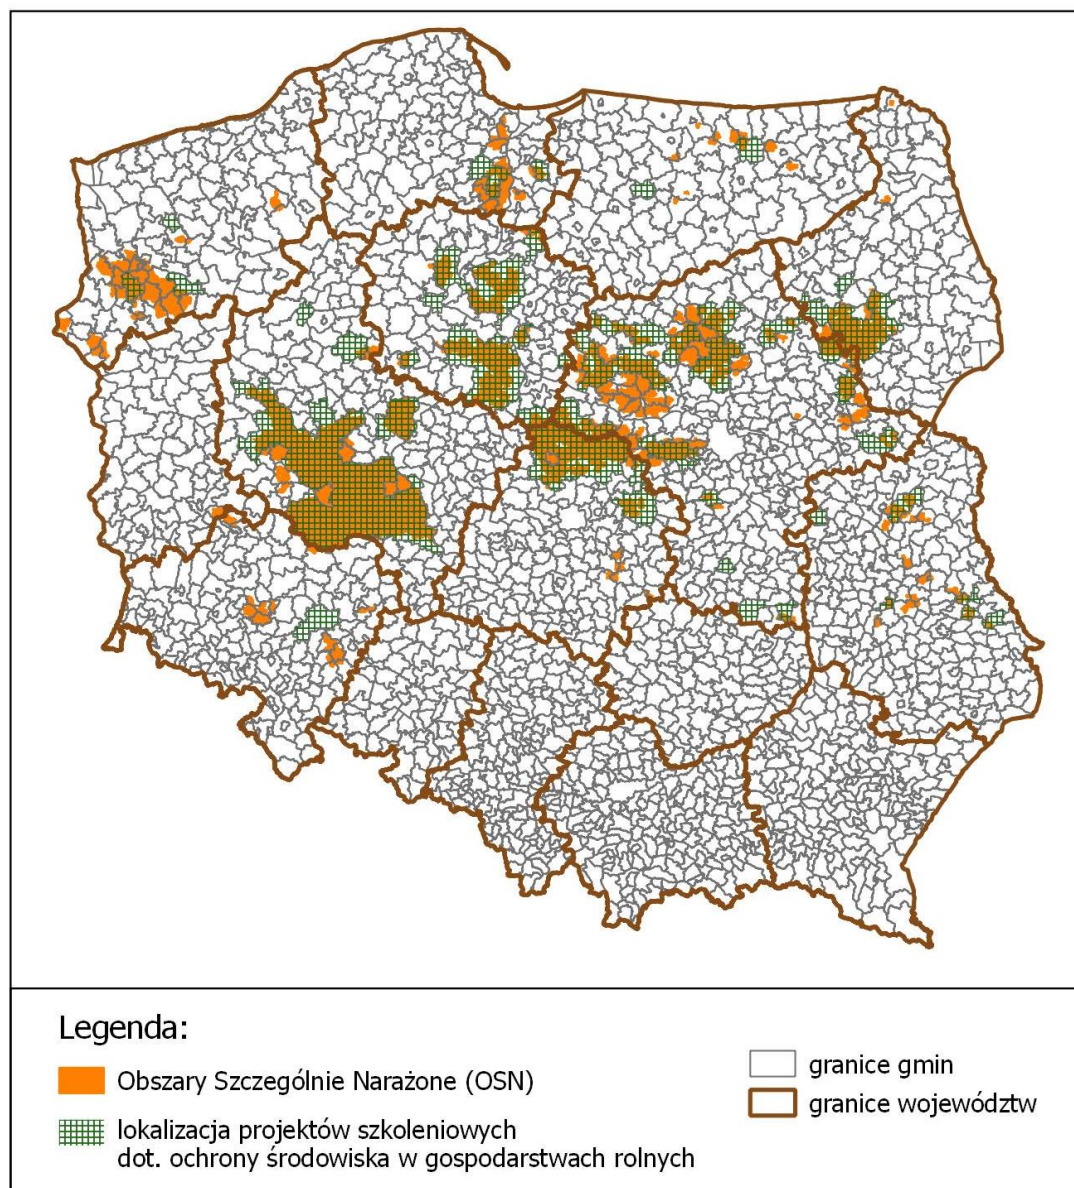 Legenda:
Obszary Szczególnie Narażone (OSN)
lokalizacja projektów szkoleniowych
dot. ochrony środowiska w gospodarstwach rolnych
granice gmin
granice województw